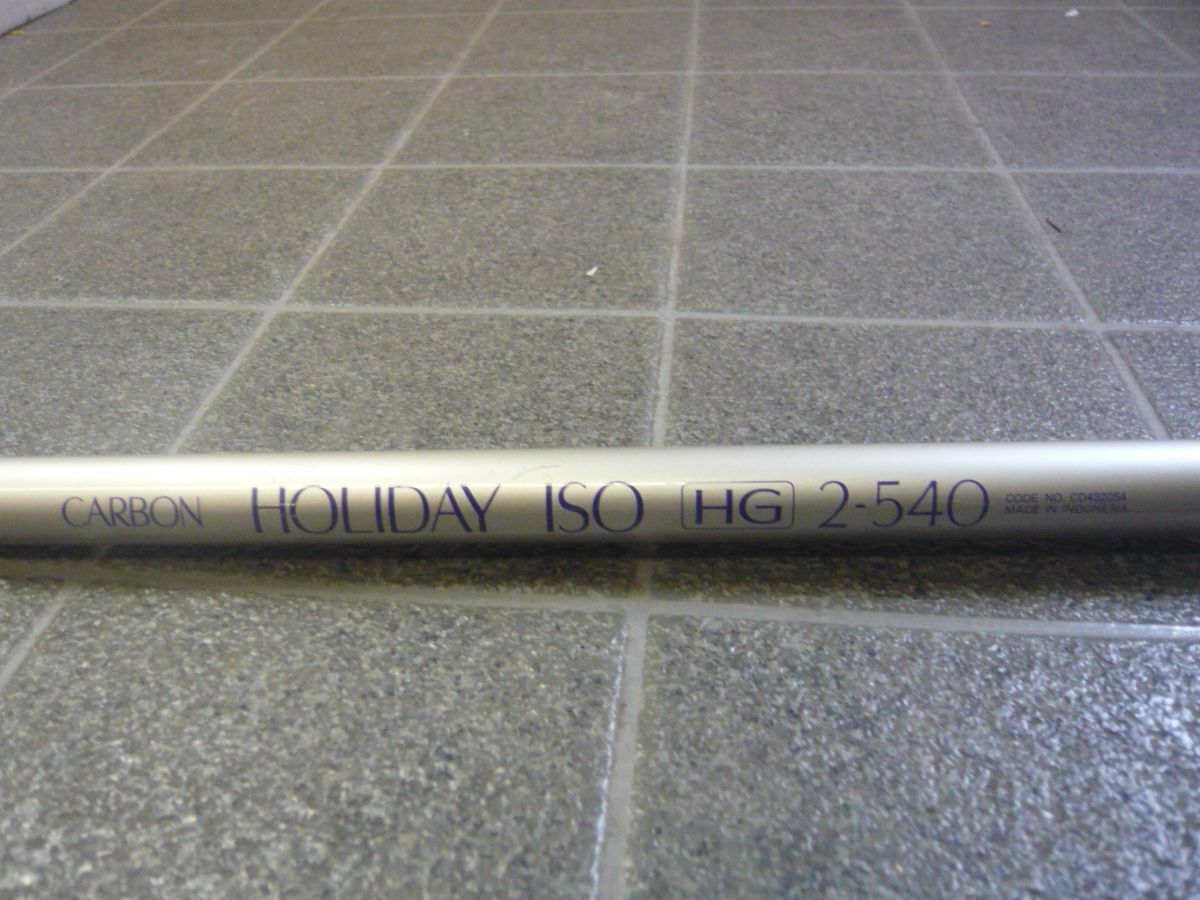 CARBON HOLIDAY ISO HG 2-540
CODE NO. CD432054
MADE IN INDONESIA